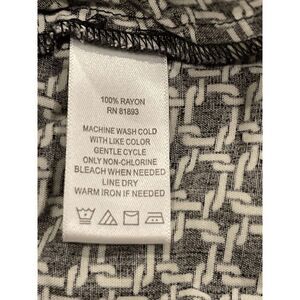 100% RAYON
RN 81893
MACHINE WASH COLD
WITH LIKE COLOR
GENTLE CYCLE
ONLY NON-CHLORINE
BLEACH WHEN NEEDED
LINE DRY
WARM IRON IF NEEDED